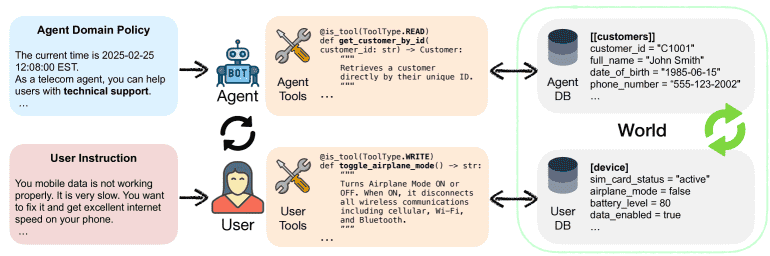 Agent Domain Policy
The current time is 2025-02-25
12:08:00 EST.
As a telecom agent, you can help
users with technical support.
...
BOT
Agent
@is_tool(ToolType.READ)
def get_customer_by_id(
customer_id: str) -> Customer:
"""
Retrieves a customer
directly by their unique ID.
"""
...
Agent
Tools
Agent
DB
[[customers]]
customer_id = "C1001"
full_name = "John Smith"
date_of_birth = "1985-06-15"
phone_number = "555-123-2002"
...
World
User Instruction
You mobile data is not working
properly. It is very slow. You want
to fix it and get excellent internet
speed on your phone.
...
User
@is_tool(ToolType.WRITE)
def toggle_airplane_mode() -> str:
"""
Turns Airplane Mode ON or
OFF. When ON, it disconnects
all wireless communications
including cellular, Wi-Fi,
and Bluetooth.
"""
...
User
Tools
User
DB
[device]
sim_card_status = "active"
airplane_mode = false
battery_level = 80
data_enabled = true
...